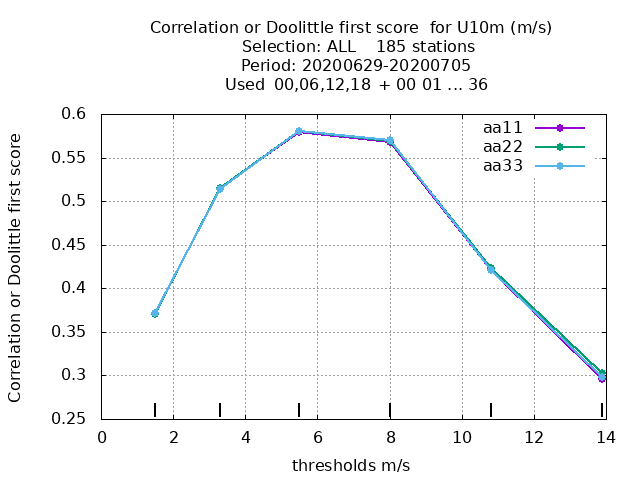 Correlation or Doolittle first score  for U10m (m/s)
Selection: ALL    185 stations
Period: 20200629-20200705
Used  00,06,12,18 + 00 01 ... 36
Correlation or Doolittle first score
0.6
0.55
0.5
0.45
0.4
0.35
0.3
0.25
aa11
aa22
aa33
0 2 4 6 8 10 12 14
thresholds m/s